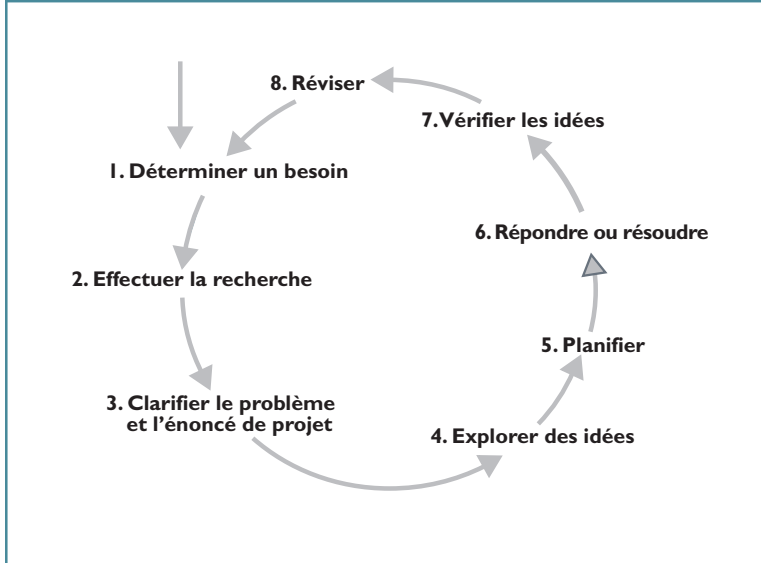 1. Déterminer un besoin
2. Effectuer la recherche
3. Clarifier le problème
et l'énoncé de projet
4. Explorer des idées
5. Planifier
6. Répondre ou résoudre
7. Vérifier les idées
8. Réviser